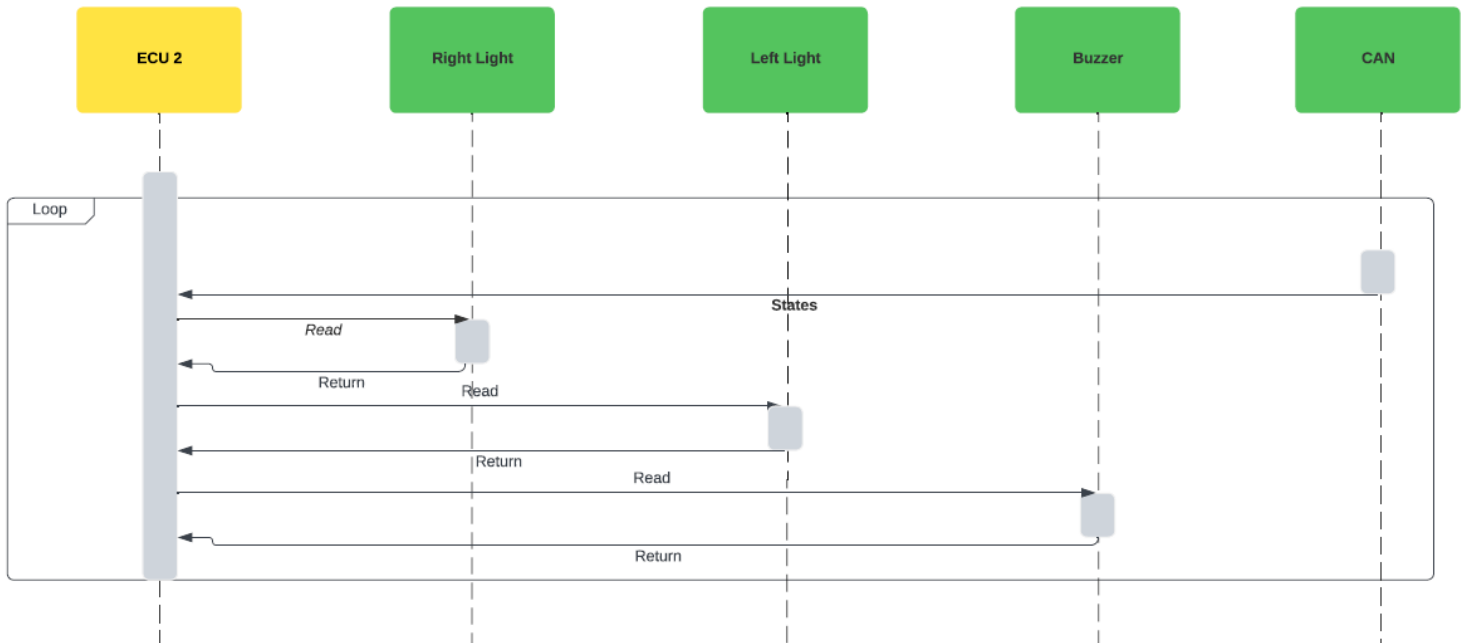 ECU 2
Right Light
Left Light
Buzzer
CAN
Loop
States
Read
Return
Read
Return
Read
Return